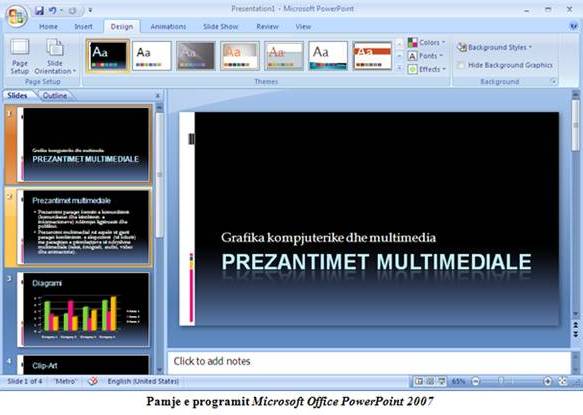 Presentation1 - Microsoft PowerPoint
Home Insert Design Animations Slide Show Review View
Page Setup
Slide Orientation
Aa Aa Aa Aa Aa Aa Aa
Colors
Fonts
Effects
Background Styles
Hide Background Graphics
Page Setup Themes Background
Slides Outline
1
Grafika kompjuterike dhe multimedia
PREZANTIMET MULTIMEDIALE
2
Prezantimet multimediale
3
Diagrami
4
Clip-Art
Grafika kompjuterike dhe multimedia
PREZANTIMET MULTIMEDIALE
Click to add notes
Slide 1 of 4 "Metro" English (United States) 65%
Pamje e programit Microsoft Office PowerPoint 2007